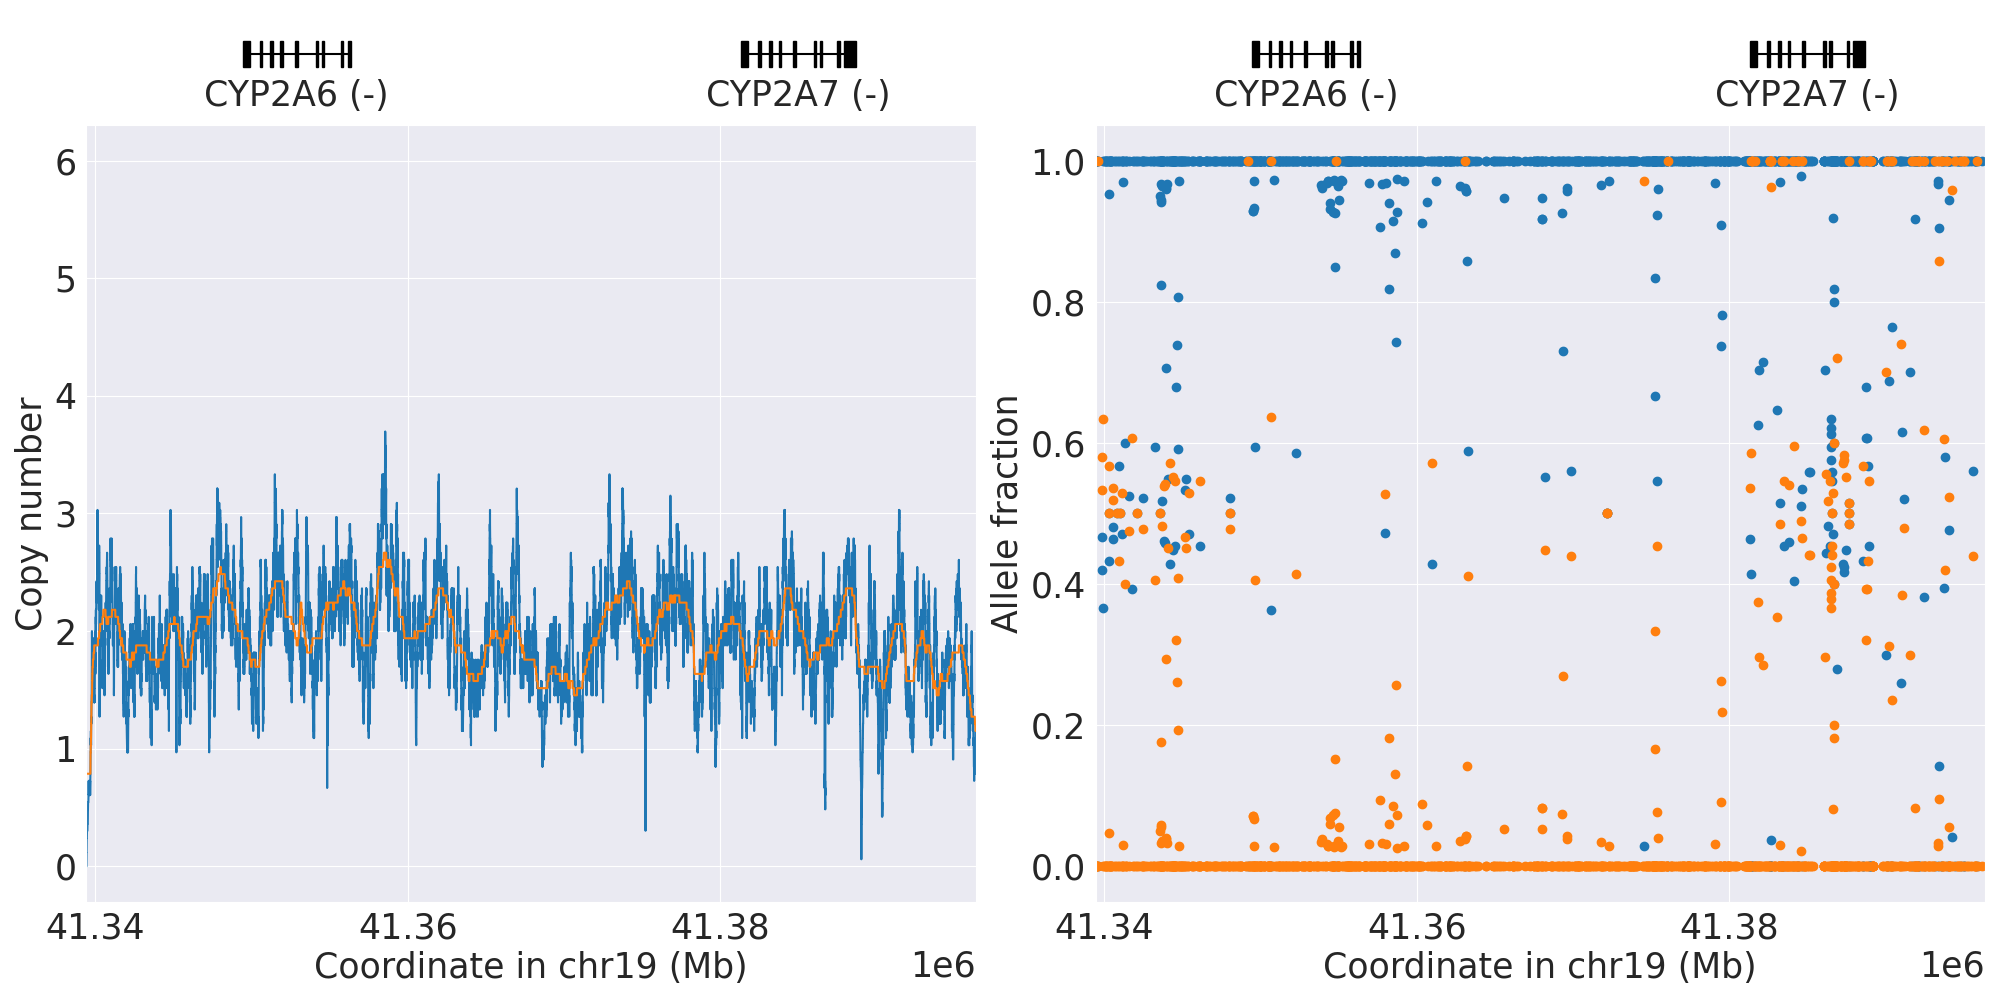 CYP2A6 (-) CYP2A7 (-)
CYP2A6 (-) CYP2A7 (-)
Copy number
6
5
4
3
2
1
0
41.34 41.36 41.38
Coordinate in chr19 (Mb) 1e6
Allele fraction
1.0
0.8
0.6
0.4
0.2
0.0
41.34 41.36 41.38
Coordinate in chr19 (Mb) 1e6